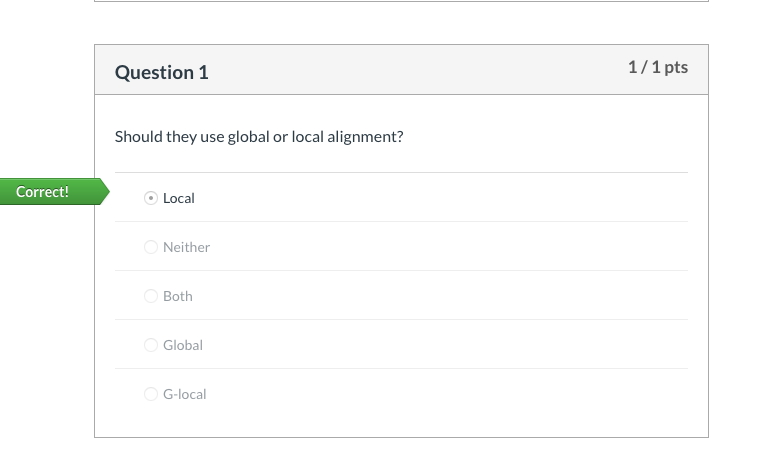 Question 1
1 / 1 pts
Should they use global or local alignment?
Correct!
Local
Neither
Both
Global
G-local